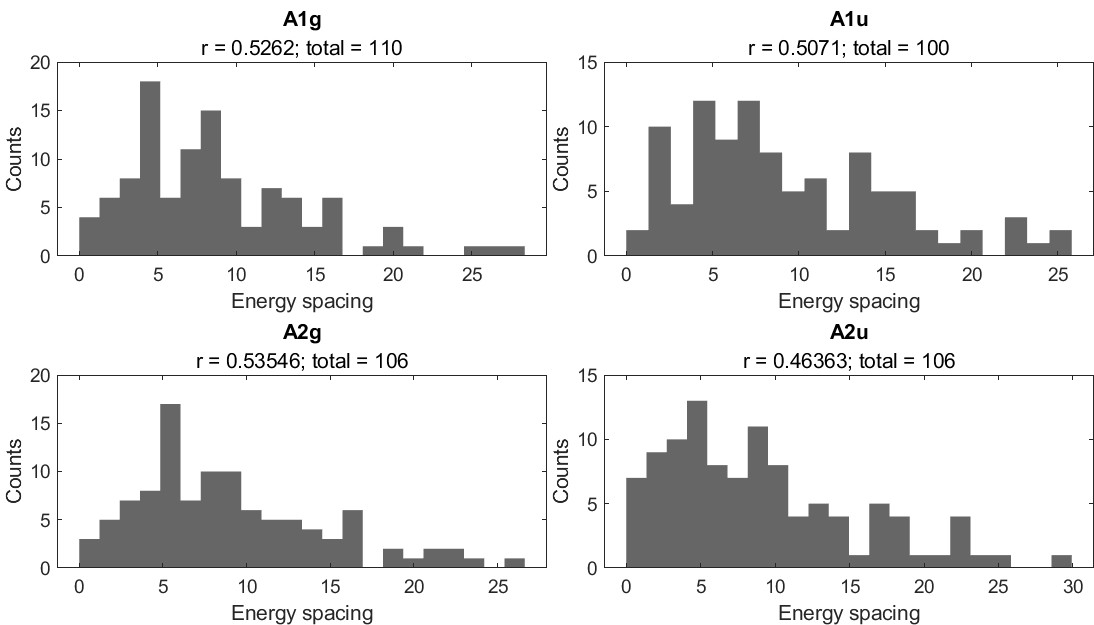 A1g
r = 0.5262; total = 110
20
15
10
5
0
Counts
0 5 10 15 20 25
Energy spacing
A1u
r = 0.5071; total = 100
15
10
5
0
Counts
0 5 10 15 20 25
Energy spacing
A2g
r = 0.53546; total = 106
20
15
10
5
0
Counts
0 5 10 15 20 25
Energy spacing
A2u
r = 0.46363; total = 106
15
10
5
0
Counts
0 5 10 15 20 25 30
Energy spacing